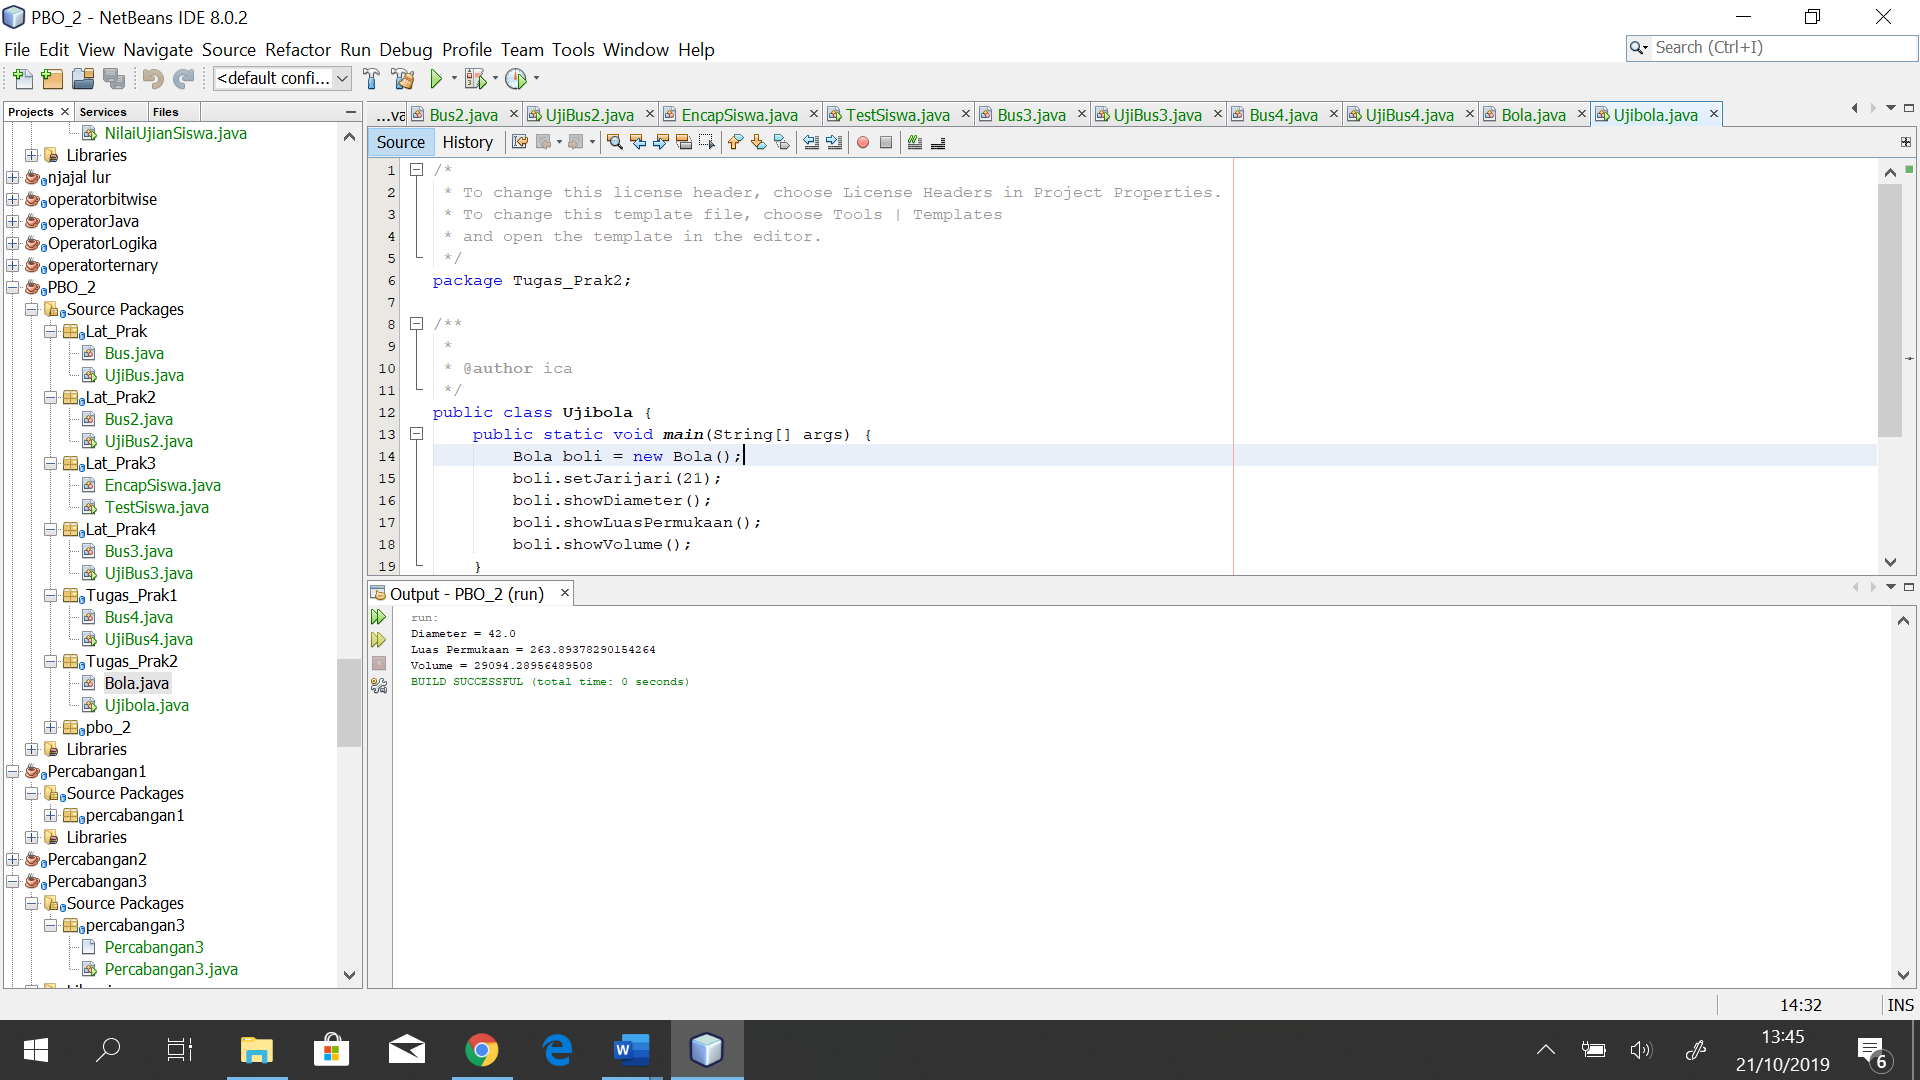 PBO_2 - NetBeans IDE 8.0.2
File Edit View Navigate Source Refactor Run Debug Profile Team Tools Window Help
Search (Ctrl+I)
<default confi...
Projects
Services
Files
NilaiUjianSiswa.java
Libraries
njajal lur
operatorbitwise
operatorJava
OperatorLogika
operatorternary
PBO_2
Source Packages
Lat_Prak
Bus.java
UjiBus.java
Lat_Prak2
Bus2.java
UjiBus2.java
Lat_Prak3
EncapSiswa.java
TestSiswa.java
Lat_Prak4
Bus3.java
UjiBus3.java
Tugas_Prak1
Bus4.java
UjiBus4.java
Tugas_Prak2
Bola.java
Ujibola.java
pbo_2
Libraries
Percabangan1
Source Packages
percabangan1
Libraries
Percabangan2
Percabangan3
Source Packages
percabangan3
Percabangan3
Percabangan3.java
...va Bus2.java UjiBus2.java EncapSiswa.java TestSiswa.java Bus3.java UjiBus3.java Bus4.java UjiBus4.java Bola.java Ujibola.java
Source History
1 /*
2 * To change this license header, choose License Headers in Project Properties.
3 * To change this template file, choose Tools | Templates
4 * and open the template in the editor.
5 */
6 package Tugas_Prak2;
7
8 /**
9 *
10 * @author ica
11 */
12 public class Ujibola {
13 public static void main(String[] args) {
14 Bola boli = new Bola();
15 boli.setJarijari(21);
16 boli.showDiameter();
17 boli.showLuasPermukaan();
18 boli.showVolume();
19 }
Output - PBO_2 (run)
run:
Diameter = 42.0
Luas Permukaan = 263.89378290154264
Volume = 29094.28956489508
BUILD SUCCESSFUL (total time: 0 seconds)
14:32 INS
13:45
21/10/2019
6